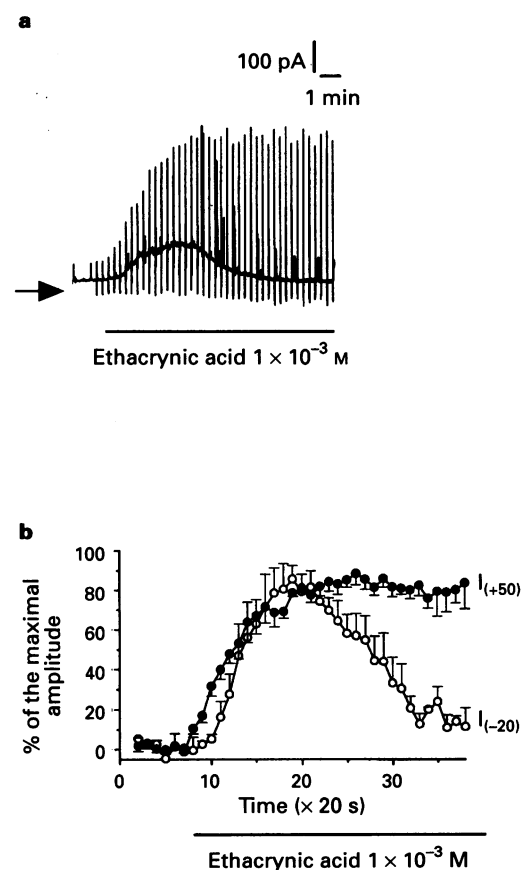 a
100 pA
1 min
Ethacrynic acid 1 × 10⁻³ M
b
% of the maximal
amplitude
100
80
60
40
20
0
I(+50)
I(−20)
0 10 20 30
Time (× 20 s)
Ethacrynic acid 1 × 10⁻³ M